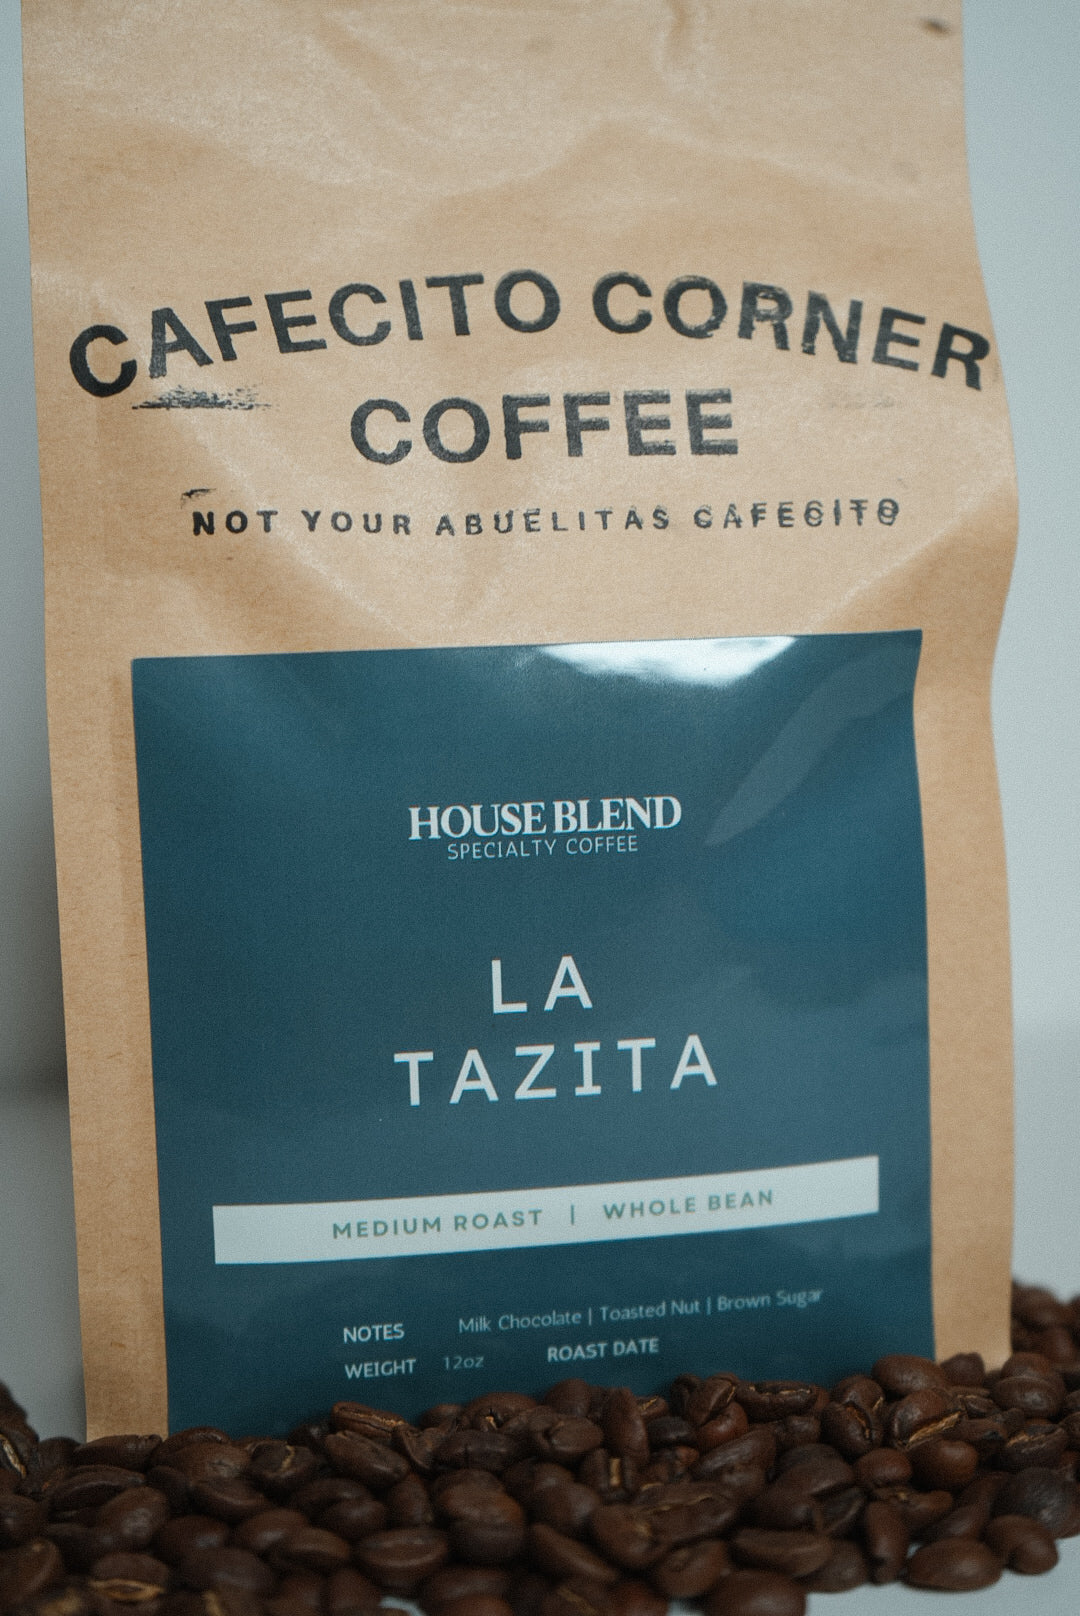 CAFECITO CORNER
COFFEE
NOT YOUR ABUELITAS CAFECITO
HOUSE BLEND
SPECIALTY COFFEE
LA
TAZITA
MEDIUM ROAST | WHOLE BEAN
NOTES Milk Chocolate | Toasted Nut | Brown Sugar
WEIGHT 12oz ROAST DATE